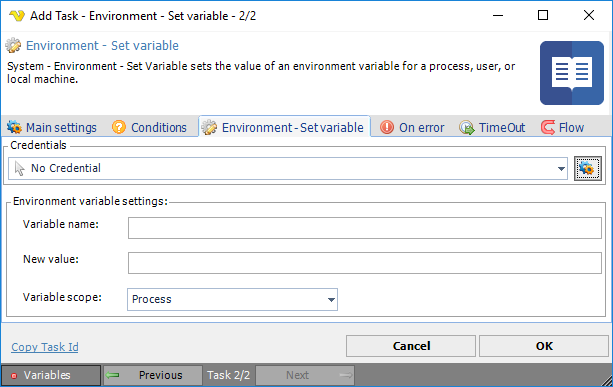 Add Task - Environment - Set variable - 2/2
Environment - Set variable
System - Environment - Set Variable sets the value of an environment variable for a process, user, or
local machine.
Main settings Conditions Environment - Set variable On error TimeOut Flow
Credentials
No Credential
Environment variable settings:
Variable name:
New value:
Variable scope: Process
Copy Task Id Cancel OK
Variables Previous Task 2/2 Next